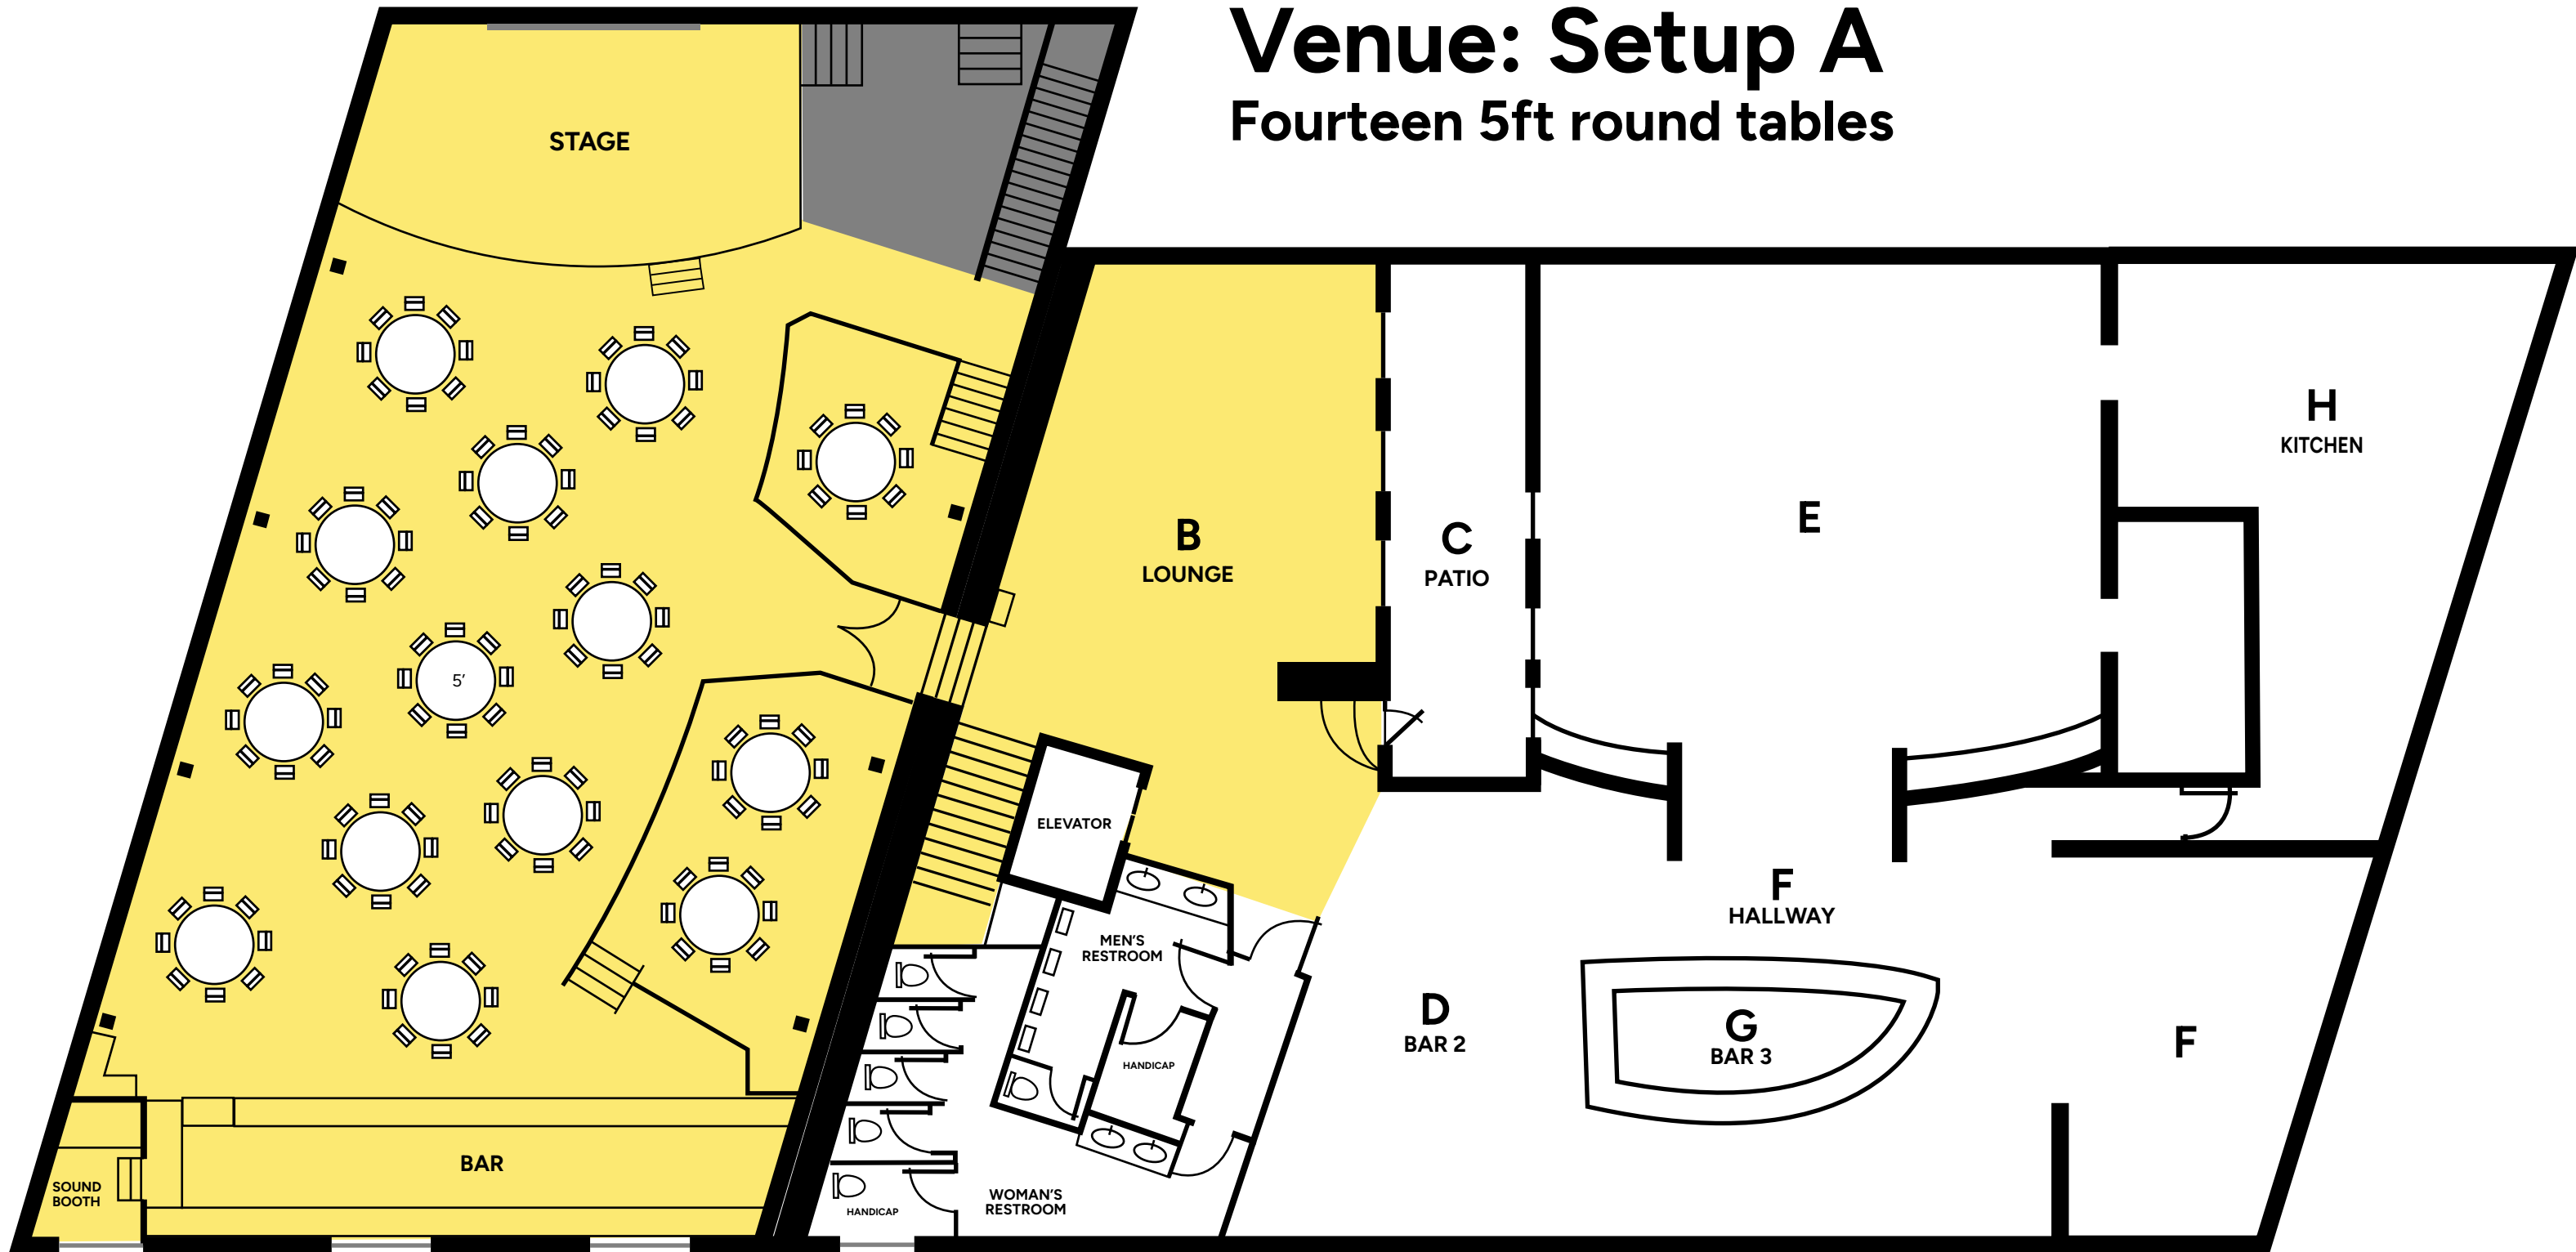 Venue: Setup A
Fourteen 5ft round tables
STAGE
H
KITCHEN
B
LOUNGE
C
PATIO
E
5′
ELEVATOR
F
HALLWAY
MEN'S
RESTROOM
D
BAR 2
G
BAR 3
F
HANDICAP
BAR
SOUND
BOOTH
WOMAN'S
RESTROOM
HANDICAP